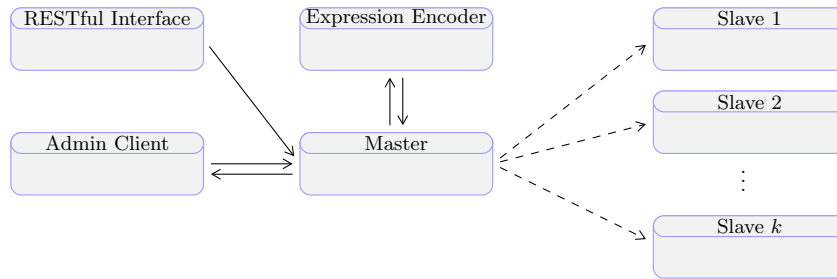 RESTful Interface
Expression Encoder
Slave 1
Slave 2
Admin Client
Master
⋮
Slave k